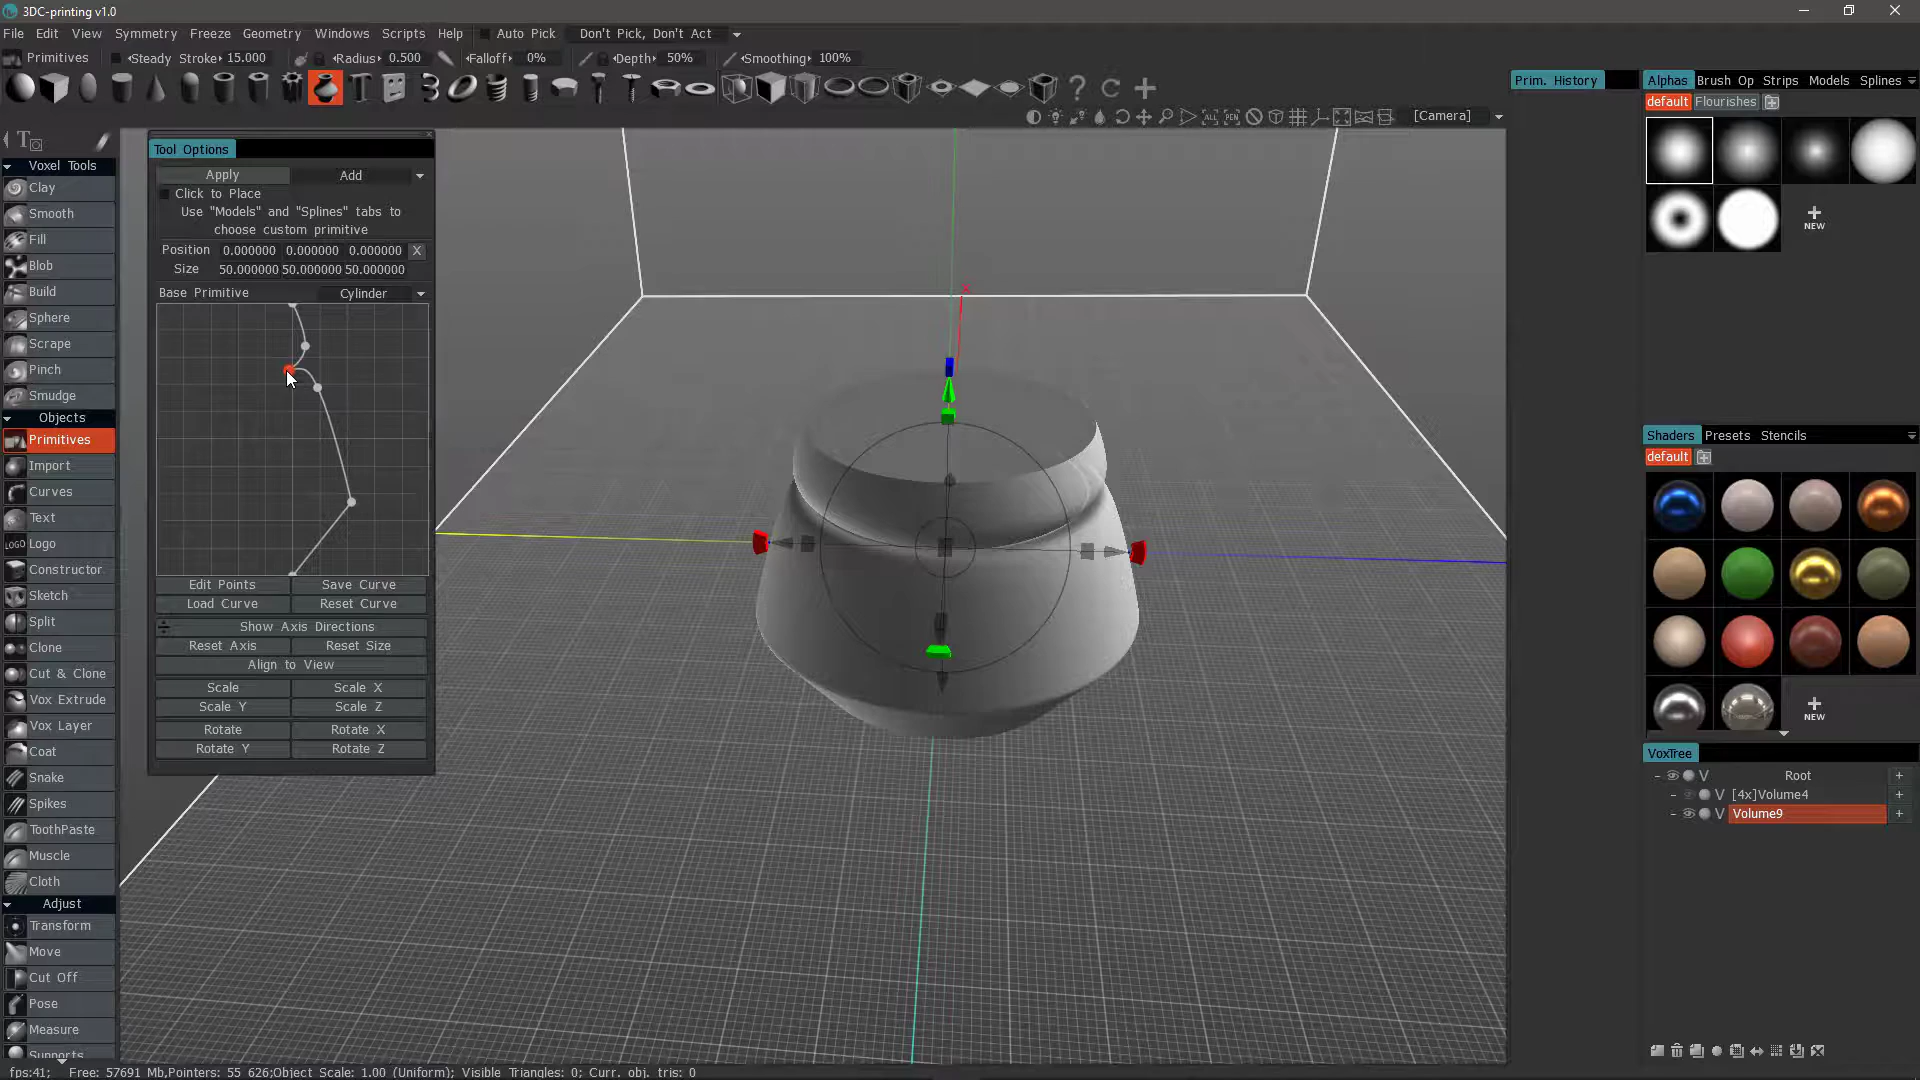 3DC-printing v1.0
File Edit View Symmetry Freeze Geometry Windows Scripts Help Auto Pick Don't Pick, Don't Act
Primitives Steady Stroke 15.000 Radius 0.500 Falloff 0% Depth 50% Smoothing 100%
Prim. History
[Camera]
Alphas Brush Op Strips Models Splines
default Flourishes
NEW
Tool Options
Apply Add
Click to Place
Use "Models" and "Splines" tabs to
choose custom primitive
Position 0.000000 0.000000 0.000000 X
Size 50.000000 50.000000 50.000000
Base Primitive Cylinder
Edit Points Save Curve
Load Curve Reset Curve
Show Axis Directions
Reset Axis Reset Size
Align to View
Scale Scale X
Scale Y Scale Z
Rotate Rotate X
Rotate Y Rotate Z
Voxel Tools
Clay
Smooth
Fill
Blob
Build
Sphere
Scrape
Pinch
Smudge
Objects
Primitives
Import
Curves
Text
LOGO Logo
Constructor
Sketch
Split
Clone
Cut & Clone
Vox Extrude
Vox Layer
Coat
Snake
Spikes
ToothPaste
Muscle
Cloth
Adjust
Transform
Move
Cut Off
Pose
Measure
Supports
Shaders Presets Stencils
default
NEW
VoxTree
V Root +
V [4x]Volume4 +
V Volume9 +
fps:41; Free: 57691 Mb,Pointers: 55 626;Object Scale: 1.00 (Uniform); Visible Triangles: 0; Curr. obj. tris: 0